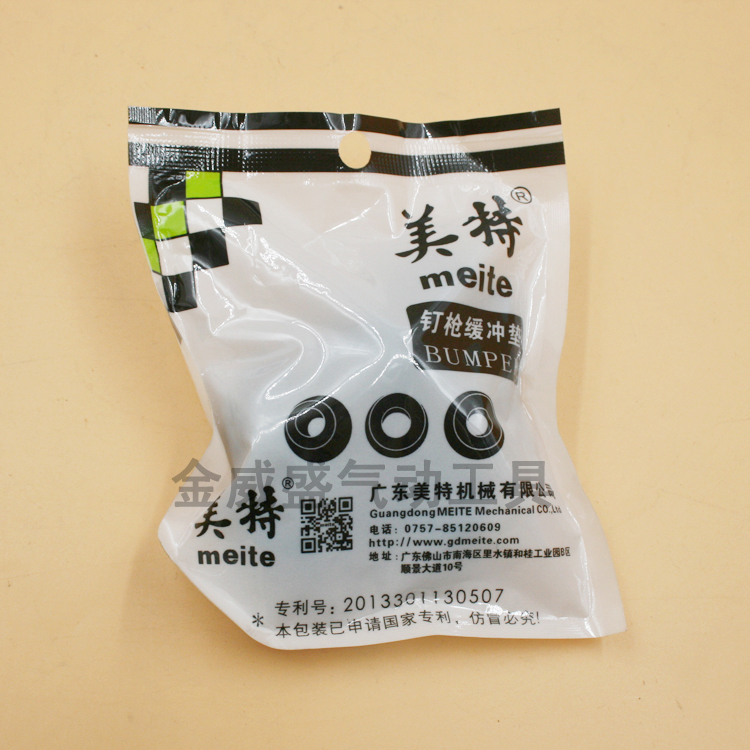 美特®
meite
钉枪缓冲垫
BUMPER
金威盛气动工具
美特®
meite
广东美特机械有限公司
GuangdongMEITE Mechanical CO.,Ltd
电话: 0757-85120609
http://www.gdmeite.com
地址:广东佛山市南海区里水镇和桂工业园B区
顺景大道10号
专利号: 2013301130507
*本包装已申请国家专利,仿冒必究!